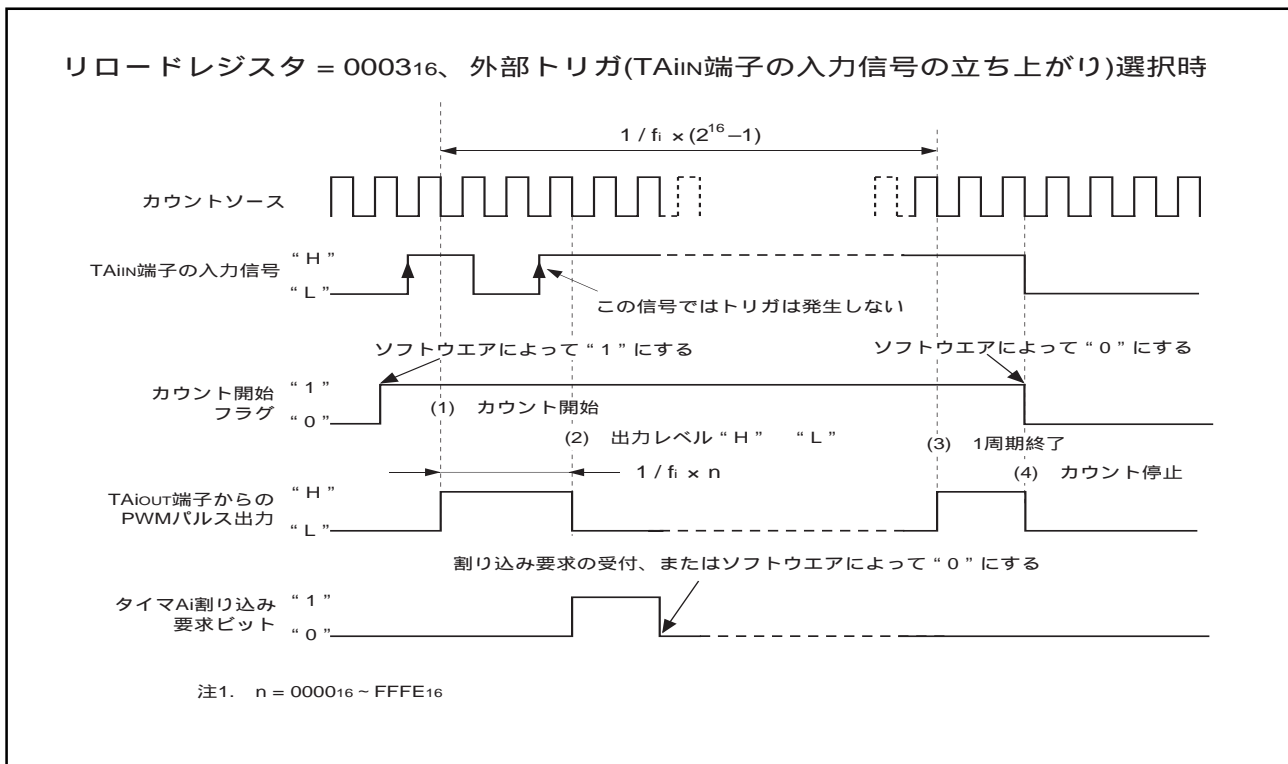 リロードレジスタ = 000316、外部トリガ(TAiIN端子の入力信号の立ち上がり)選択時
1 / fi × (2^16–1)
カウントソース
TAiIN端子の入力信号
“ H ”
“ L ”
この信号ではトリガは発生しない
ソフトウエアによって “ 1 ” にする
ソフトウエアによって “ 0 ” にする
カウント開始
フラグ
“ 1 ”
“ 0 ”
(1) カウント開始
(2) 出力レベル “ H ” “ L ”
(3) 1周期終了
(4) カウント停止
1 / fi × n
TAiOUT端子からの
PWMパルス出力
“ H ”
“ L ”
割り込み要求の受付、またはソフトウエアによって “ 0 ” にする
タイマAi割り込み
要求ビット
“ 1 ”
“ 0 ”
注1. n = 000016 ~ FFFE16